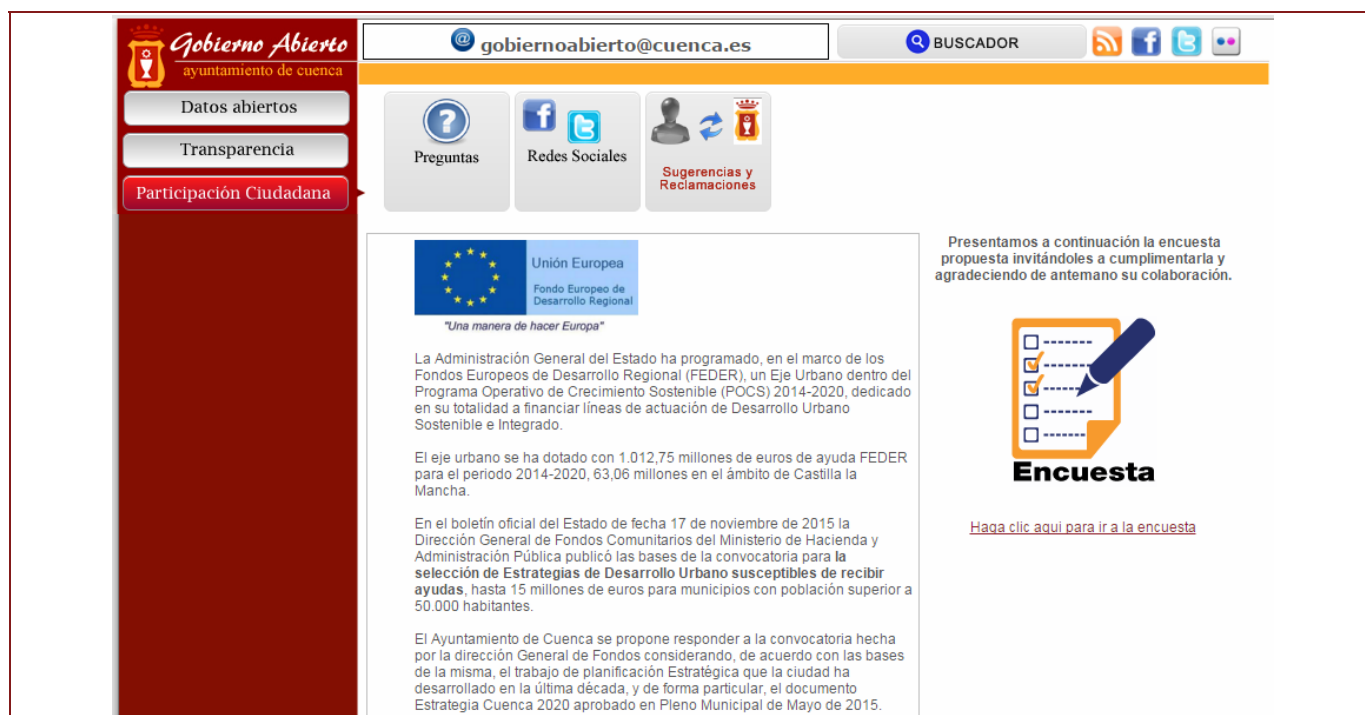 Gobierno Abierto
ayuntamiento de cuenca
gobiernoabierto@cuenca.es
BUSCADOR
Datos abiertos
Transparencia
Participación Ciudadana
Preguntas
Redes Sociales
Sugerencias y
Reclamaciones
Unión Europea
Fondo Europeo de
Desarrollo Regional
"Una manera de hacer Europa"
La Administración General del Estado ha programado, en el marco de los
Fondos Europeos de Desarrollo Regional (FEDER), un Eje Urbano dentro del
Programa Operativo de Crecimiento Sostenible (POCS) 2014-2020, dedicado
en su totalidad a financiar líneas de actuación de Desarrollo Urbano
Sostenible e Integrado.
El eje urbano se ha dotado con 1.012,75 millones de euros de ayuda FEDER
para el periodo 2014-2020, 63,06 millones en el ámbito de Castilla la
Mancha.
En el boletín oficial del Estado de fecha 17 de noviembre de 2015 la
Dirección General de Fondos Comunitarios del Ministerio de Hacienda y
Administración Pública publicó las bases de la convocatoria para la
selección de Estrategias de Desarrollo Urbano susceptibles de recibir
ayudas, hasta 15 millones de euros para municipios con población superior a
50.000 habitantes.
El Ayuntamiento de Cuenca se propone responder a la convocatoria hecha
por la dirección General de Fondos considerando, de acuerdo con las bases
de la misma, el trabajo de planificación Estratégica que la ciudad ha
desarrollado en la última década, y de forma particular, el documento
Estrategia Cuenca 2020 aprobado en Pleno Municipal de Mayo de 2015.
Presentamos a continuación la encuesta
propuesta invitándoles a cumplimentarla y
agradeciendo de antemano su colaboración.
Encuesta
Haga clic aqui para ir a la encuesta